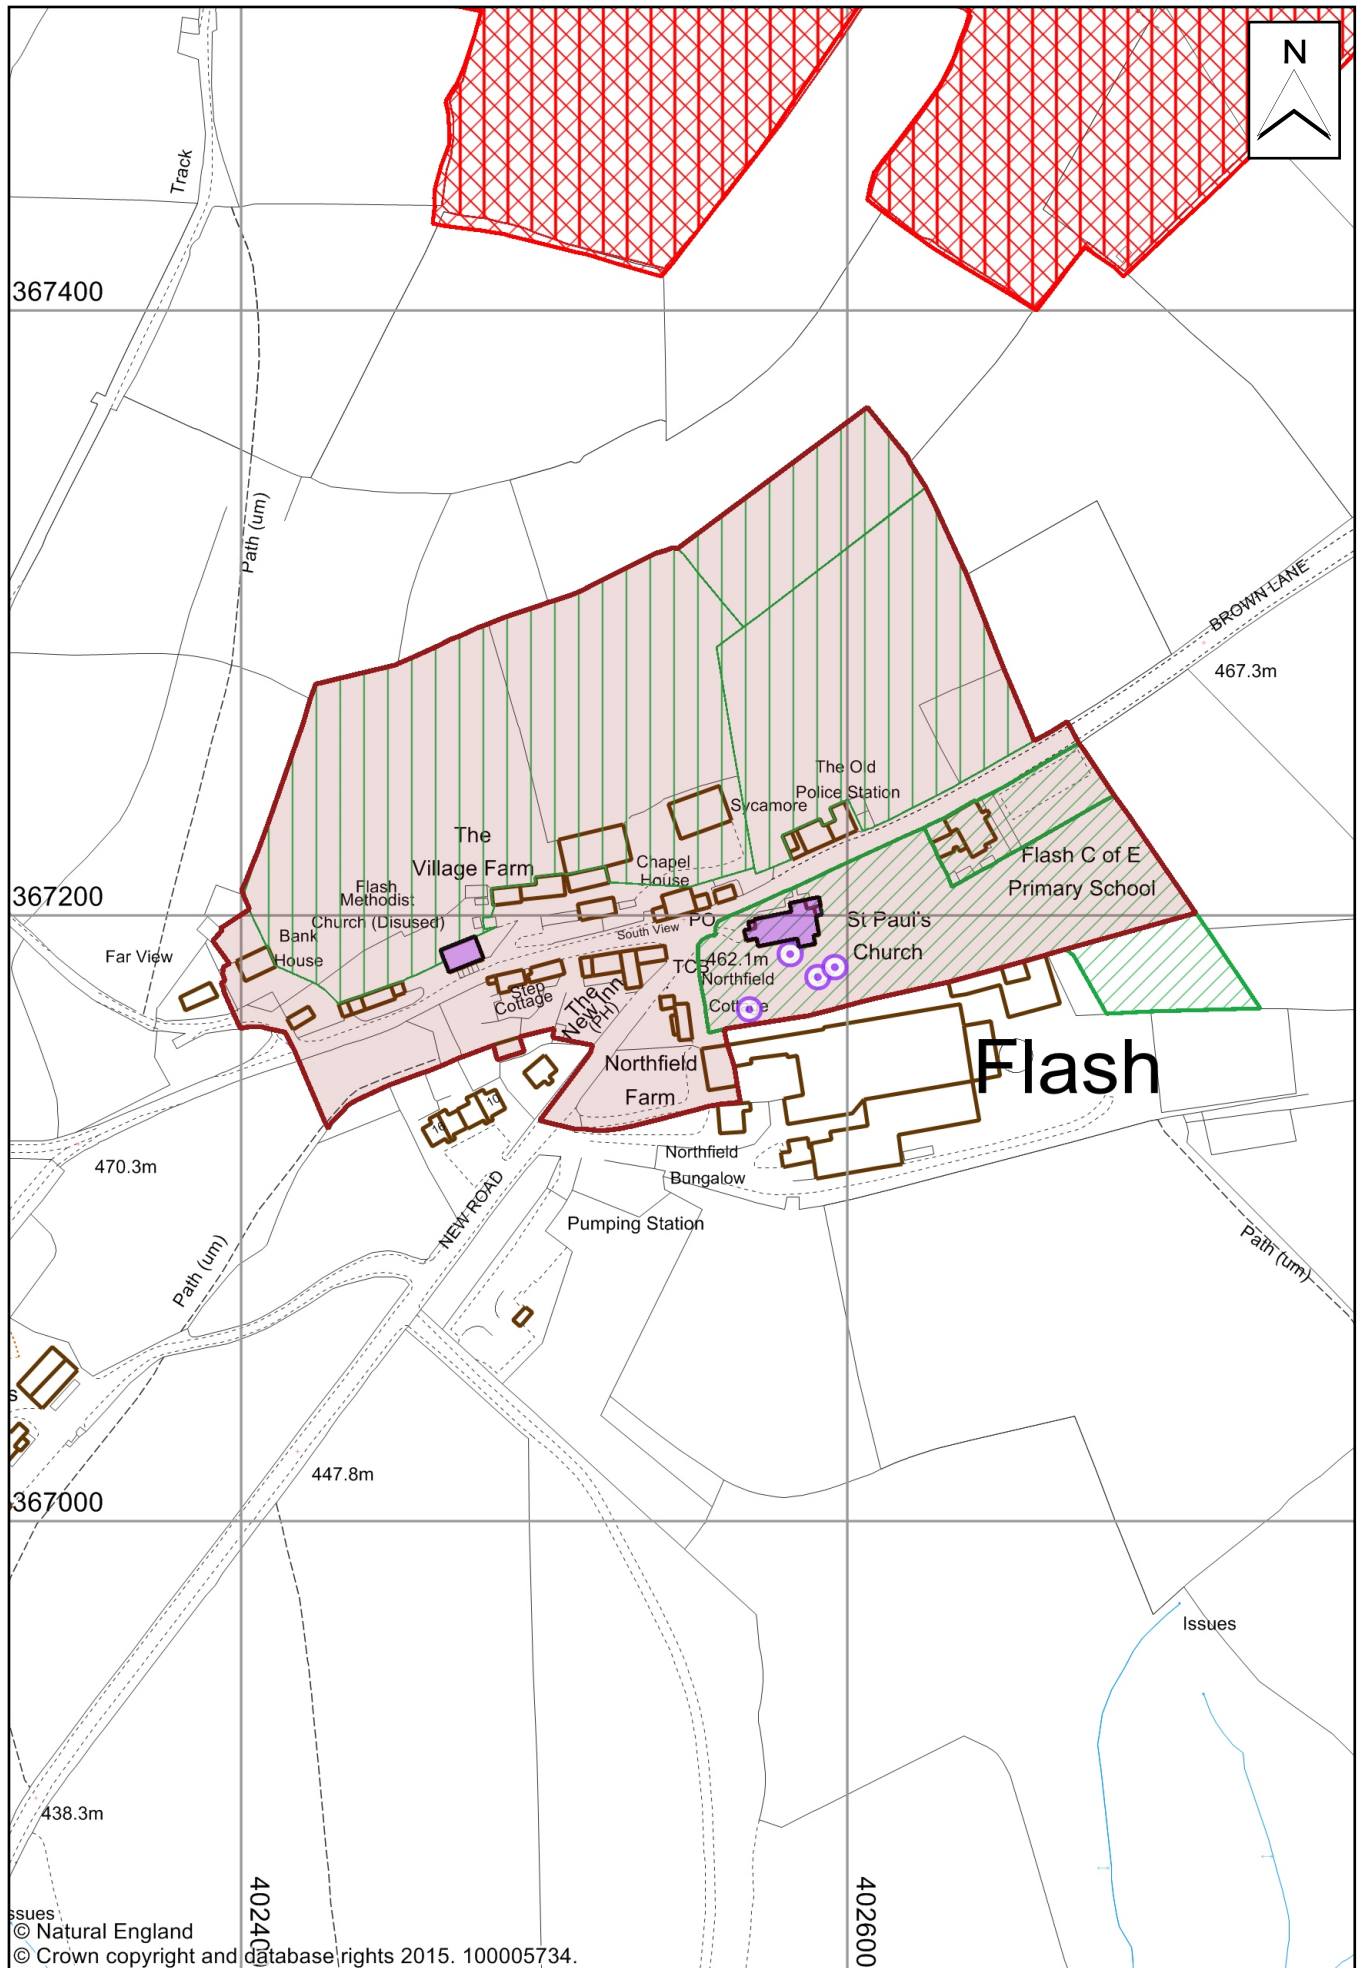 N
Track
367400
Path (um)
BROWN LANE
467.3m
The Old
Police Station
Sycamore
The
Village Farm
Chapel
House
Flash C of E
Primary School
Flash
Methodist
Church (Disused)
367200
PO
South View
St Paul's
Church
Bank
House
Far View
TCB
462.1m
Northfield
Cottage
Step
Cottage
The
New Inn
(PH)
Flash
Northfield
Farm
16
10
470.3m
Northfield
Bungalow
NEW ROAD
Pumping Station
Path (um)
Path (um)
s
447.8m
367000
Issues
438.3m
402400
402600
ssues
© Natural England
© Crown copyright and database rights 2015. 100005734.